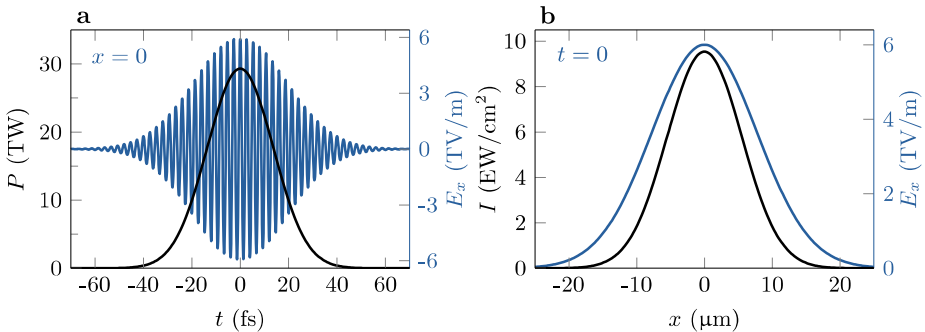 a
x = 0
30
20
10
0
P (TW)
6
3
0
-3
-6
E_x (TV/m)
-60 -40 -20 0 20 40 60
t (fs)
b
t = 0
10
8
6
4
2
0
I (EW/cm²)
6
4
2
0
E_x (TV/m)
-20 -10 0 10 20
x (μm)